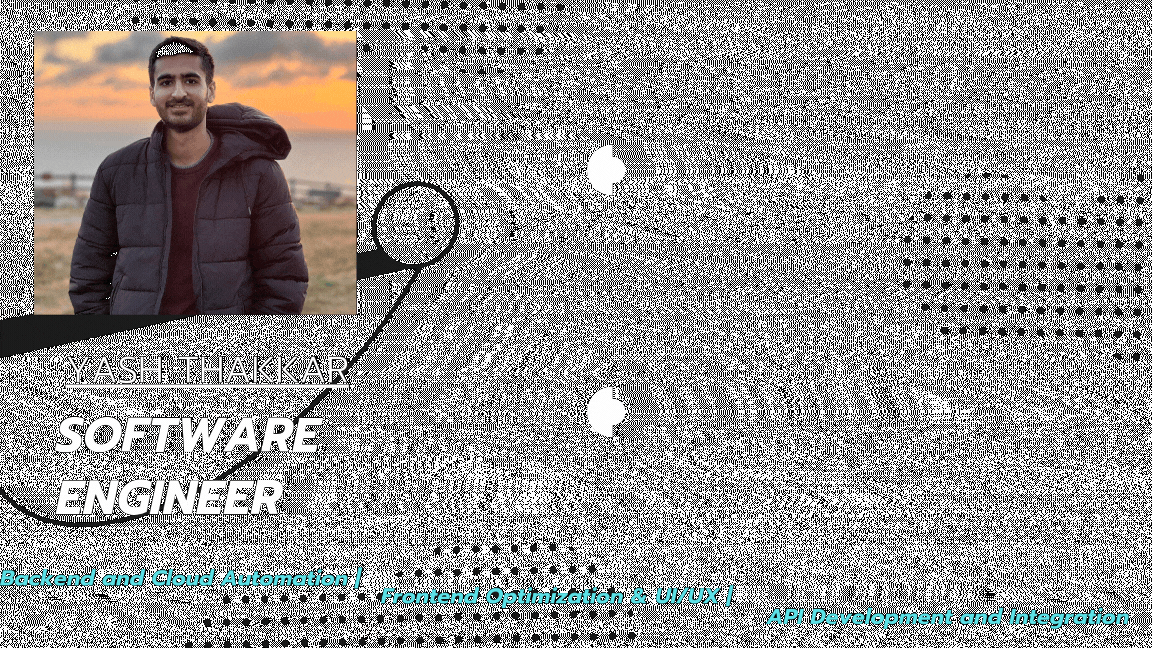 YASH THAKKAR
SOFTWARE
ENGINEER
Backend and Cloud Automation |
Frontend Optimization & UI/UX |
API Development and Integration